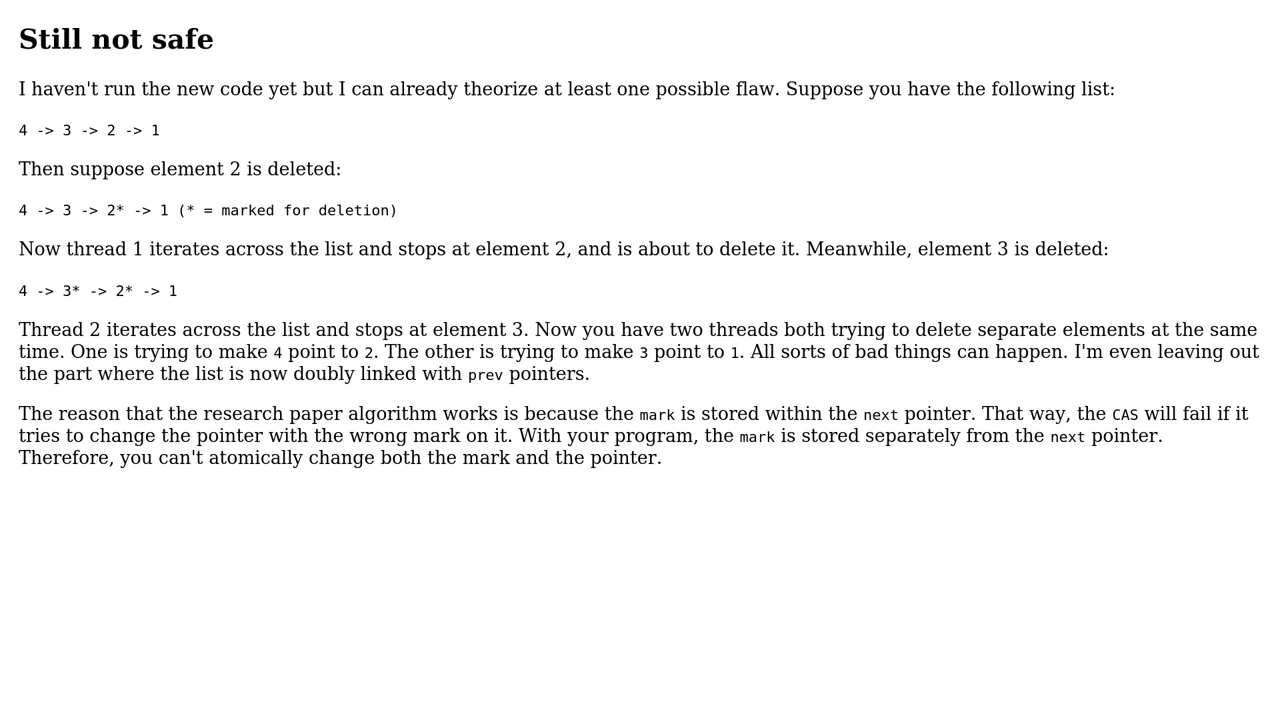 Still not safe
I haven't run the new code yet but I can already theorize at least one possible flaw. Suppose you have the following list:
4 -> 3 -> 2 -> 1
Then suppose element 2 is deleted:
4 -> 3 -> 2* -> 1 (* = marked for deletion)
Now thread 1 iterates across the list and stops at element 2, and is about to delete it. Meanwhile, element 3 is deleted:
4 -> 3* -> 2* -> 1
Thread 2 iterates across the list and stops at element 3. Now you have two threads both trying to delete separate elements at the same
time. One is trying to make 4 point to 2. The other is trying to make 3 point to 1. All sorts of bad things can happen. I'm even leaving out
the part where the list is now doubly linked with prev pointers.
The reason that the research paper algorithm works is because the mark is stored within the next pointer. That way, the CAS will fail if it
tries to change the pointer with the wrong mark on it. With your program, the mark is stored separately from the next pointer.
Therefore, you can't atomically change both the mark and the pointer.